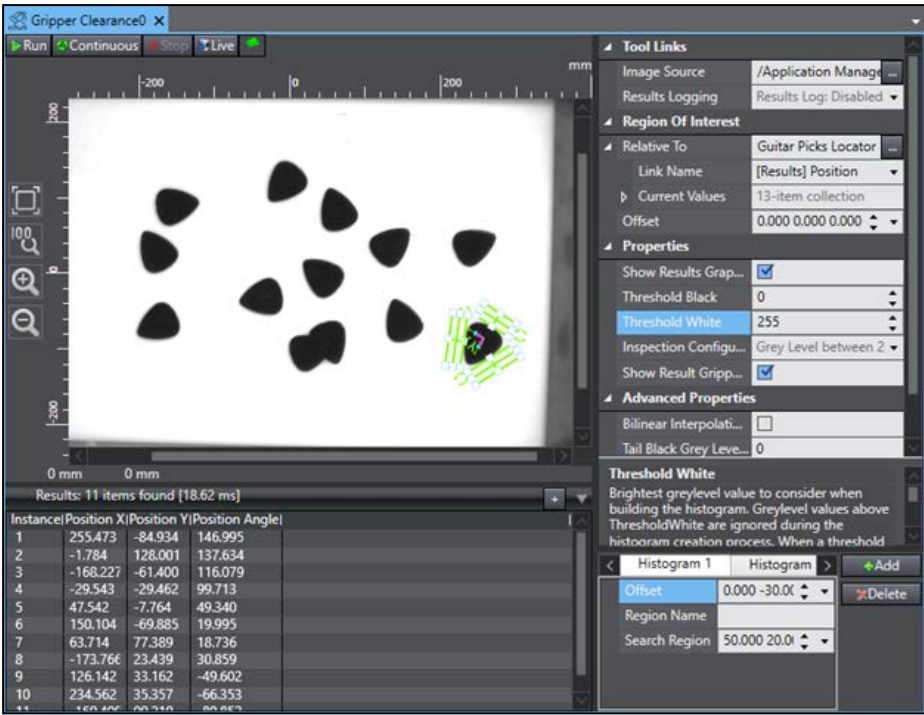 Gripper Clearance0
Run Continuous Stop Live
mm
-200 0 200
200
0
-200
100
0 mm 0 mm
Results: 11 items found [18.62 ms]
Instance Position X Position Y Position Angle
1 255.473 -84.934 146.995
2 -1.784 128.001 137.634
3 -168.227 -61.400 116.079
4 -29.543 -29.462 99.713
5 47.542 -7.764 49.340
6 150.104 -69.885 19.995
7 63.714 77.389 18.736
8 -173.766 23.439 30.859
9 126.142 33.162 -49.602
10 234.562 35.357 -66.353
11
Tool Links
Image Source /Application Manage ...
Results Logging Results Log: Disabled
Region Of Interest
Relative To Guitar Picks Locator ...
Link Name [Results] Position
Current Values 13-item collection
Offset 0.000 0.000 0.000
Properties
Show Results Grap...
Threshold Black 0
Threshold White 255
Inspection Configu... Grey Level between 2
Show Result Gripp...
Advanced Properties
Bilinear Interpolati...
Tail Black Grey Leve... 0
Threshold White
Brightest greylevel value to consider when
building the histogram. Greylevel values above
ThresholdWhite are ignored during the
histogram creation process. When a threshold
Histogram 1 Histogram
Add
Offset 0.000 -30.0(
Delete
Region Name
Search Region 50.000 20.0(